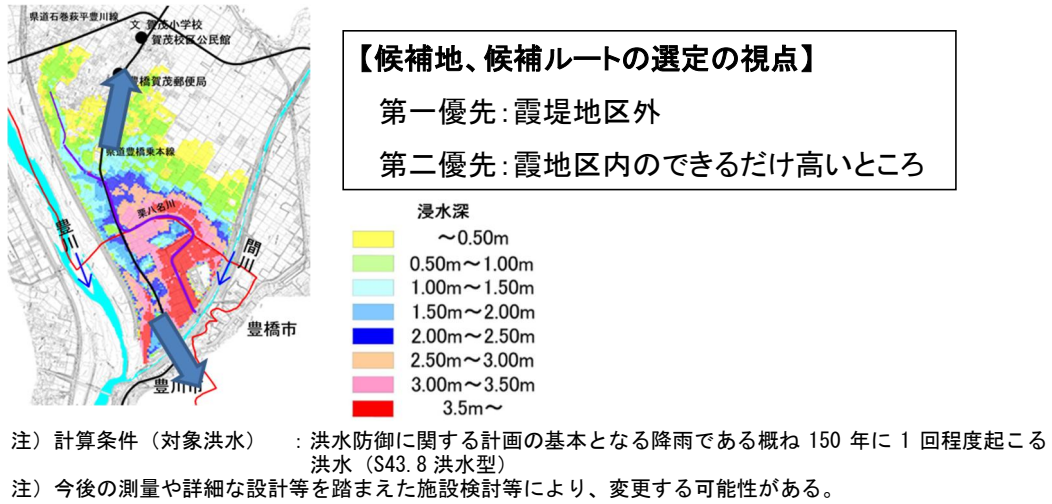 県道石巻萩平豊川線
文 賀茂小学校
賀茂校区公民館
豊橋賀茂郵便局
県道豊橋乗本線
栗八名川
豊川
間川
豊橋市
豊川市
【候補地、候補ルートの選定の視点】
第一優先:霞堤地区外
第二優先:霞地区内のできるだけ高いところ
浸水深
～0.50m
0.50m～1.00m
1.00m～1.50m
1.50m～2.00m
2.00m～2.50m
2.50m～3.00m
3.00m～3.50m
3.5m～
注）計算条件（対象洪水）　：洪水防御に関する計画の基本となる降雨である概ね 150 年に 1 回程度起こる
洪水（S43.8 洪水型）
注）今後の測量や詳細な設計等を踏まえた施設検討等により、変更する可能性がある。